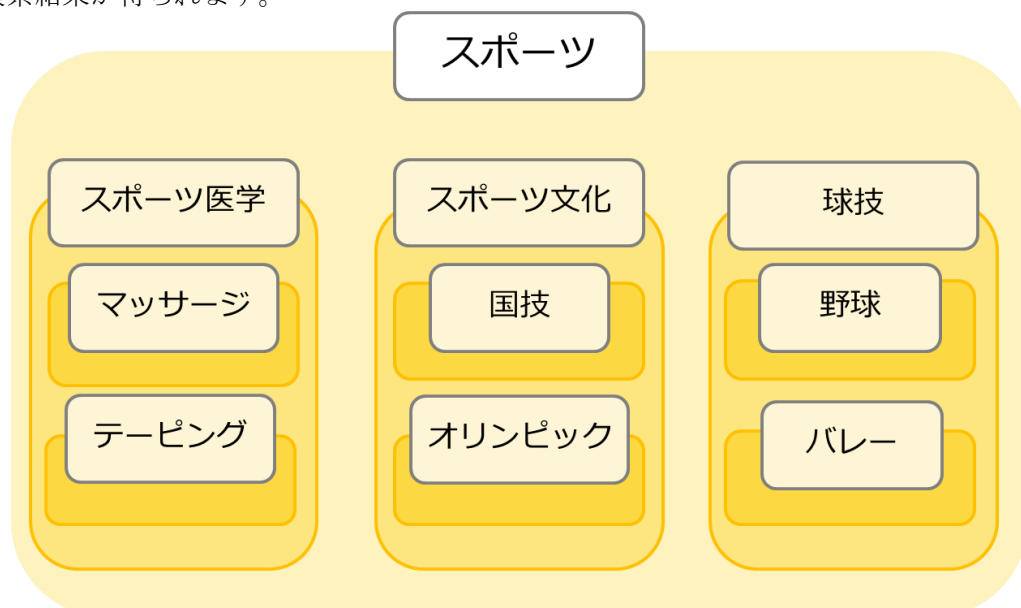 スポーツ
スポーツ医学
マッサージ
テーピング
スポーツ文化
国技
オリンピック
球技
野球
バレー